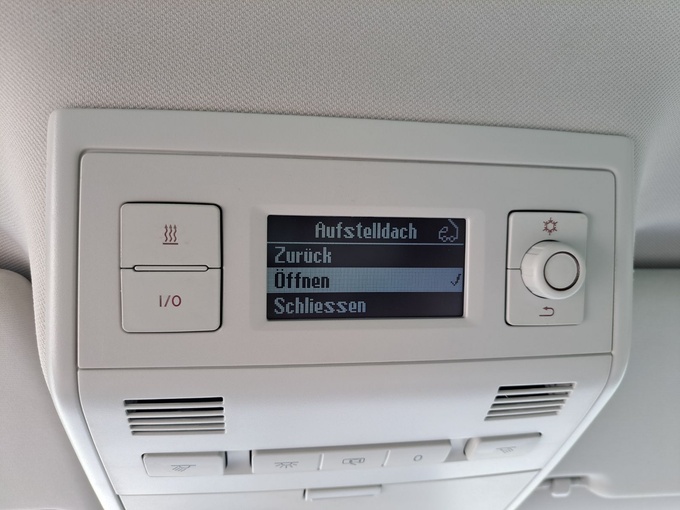 Aufstelldach
Zurück
Öffnen
Schliessen
I/O
O